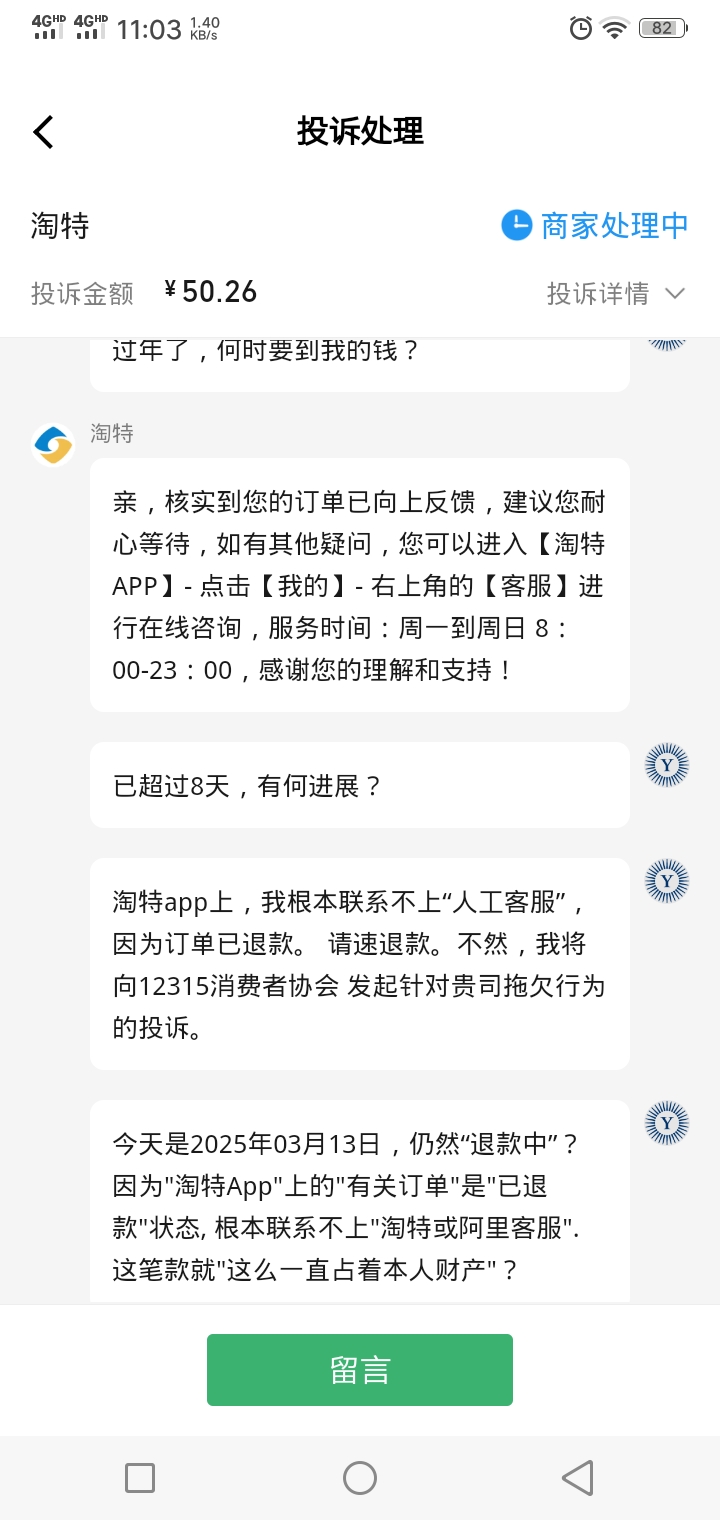 4GHD 4GHD 11:03 1.40 KB/s 82
投诉处理
淘特 商家处理中
投诉金额 ¥50.26 投诉详情
过年了，何时要到我的钱？
淘特
亲，核实到您的订单已向上反馈，建议您耐
心等待，如有其他疑问，您可以进入【淘特
APP】- 点击【我的】- 右上角的【客服】进
行在线咨询，服务时间：周一到周日 8：
00-23：00，感谢您的理解和支持！
Y
已超过8天，有何进展？
Y
淘特app上，我根本联系不上“人工客服”，
因为订单已退款。 请速退款。不然，我将
向12315消费者协会 发起针对贵司拖欠行为
的投诉。
Y
今天是2025年03月13日，仍然“退款中”？
因为"淘特App"上的"有关订单"是"已退
款"状态, 根本联系不上"淘特或阿里客服".
这笔款就"这么一直占着本人财产"？
留言